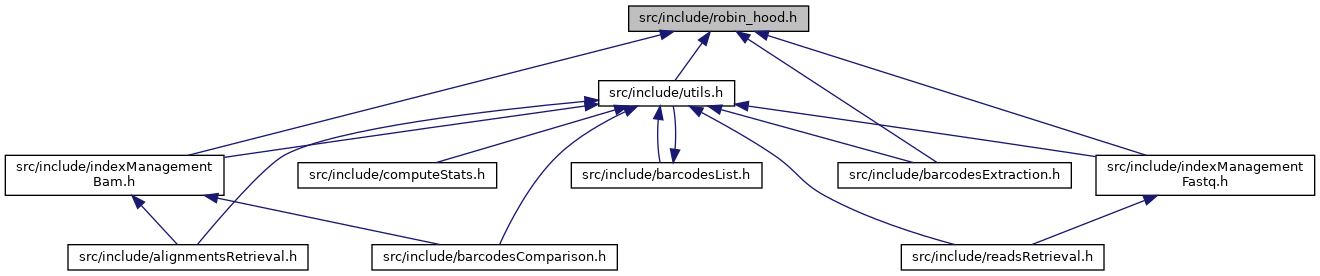 src/include/robin_hood.h
src/include/utils.h
src/include/indexManagement
Bam.h
src/include/computeStats.h
src/include/barcodesList.h
src/include/barcodesExtraction.h
src/include/indexManagement
Fastq.h
src/include/alignmentsRetrieval.h
src/include/barcodesComparison.h
src/include/readsRetrieval.h